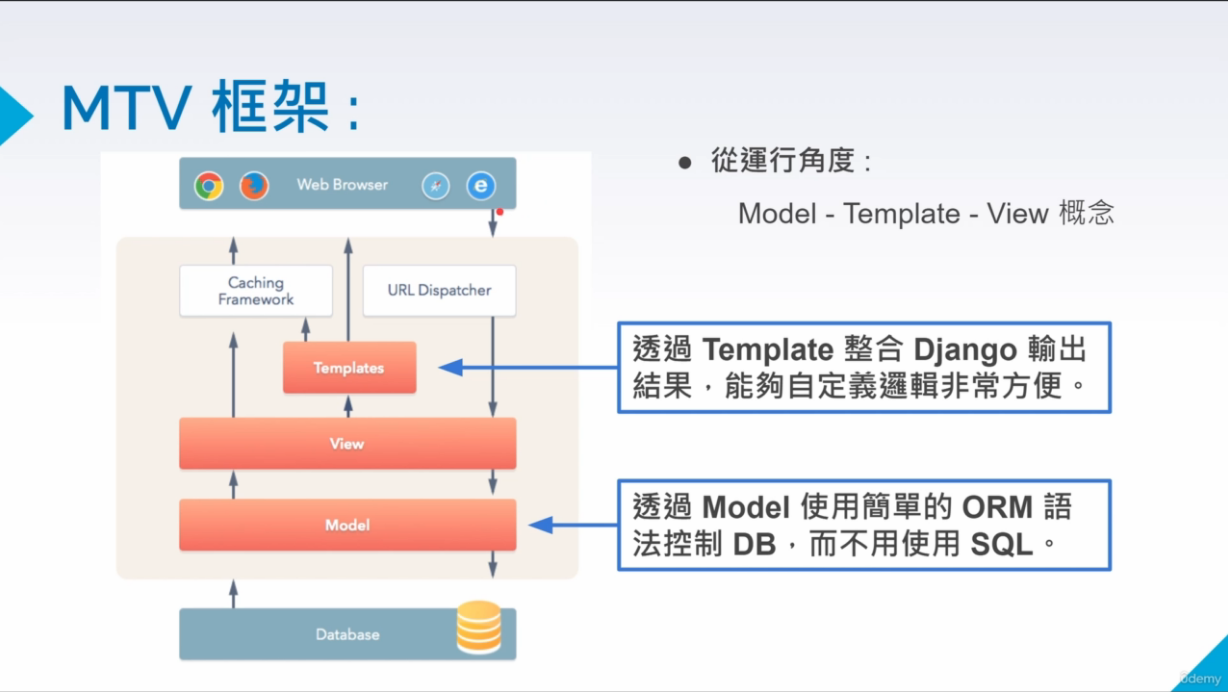 MTV 框架 :
Web Browser
Caching
Framework
URL Dispatcher
Templates
View
Model
Database
● 從運行角度 :
Model - Template - View 概念
透過 Template 整合 Django 輸出
結果，能夠自定義邏輯非常方便。
透過 Model 使用簡單的 ORM 語
法控制 DB，而不用使用 SQL。
Udemy